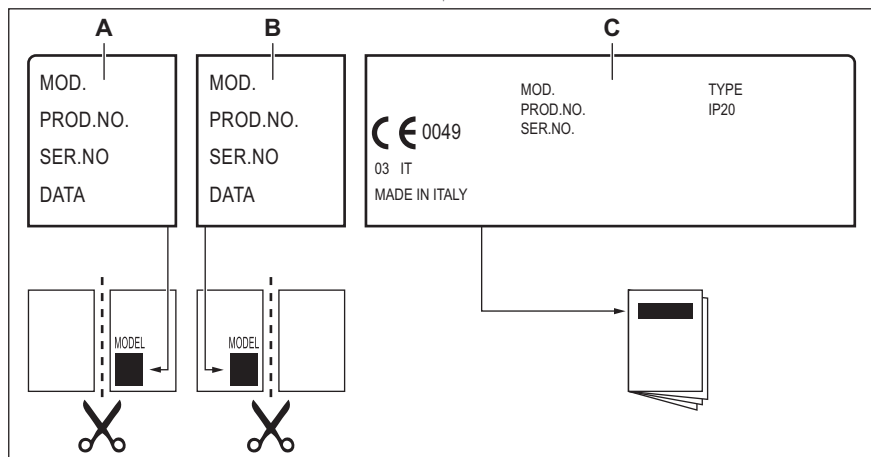 A
B
C
MOD.
PROD.NO.
SER.NO
DATA
MOD.
PROD.NO.
SER.NO
DATA
MOD.
PROD.NO.
SER.NO.
TYPE
IP20
CE 0049
03 IT
MADE IN ITALY
MODEL
MODEL